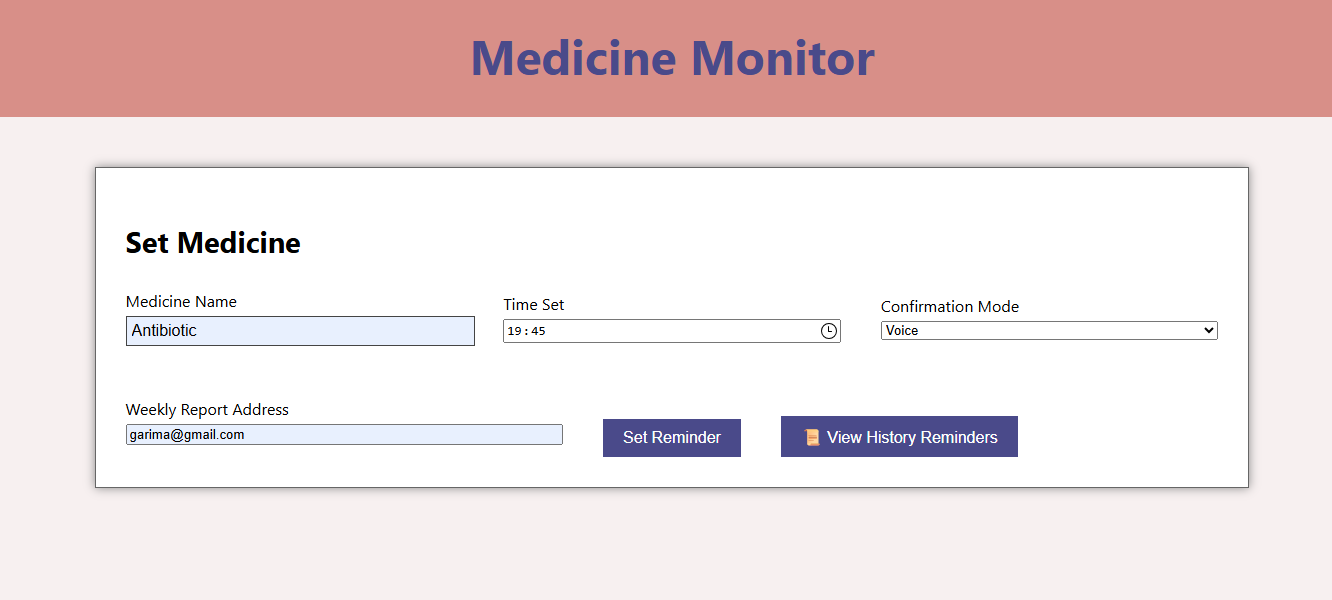 Medicine Monitor
Set Medicine
Medicine Name
Time Set
Confirmation Mode
Antibiotic
19:45
Voice
Weekly Report Address
garima@gmail.com
Set Reminder
📜 View History Reminders